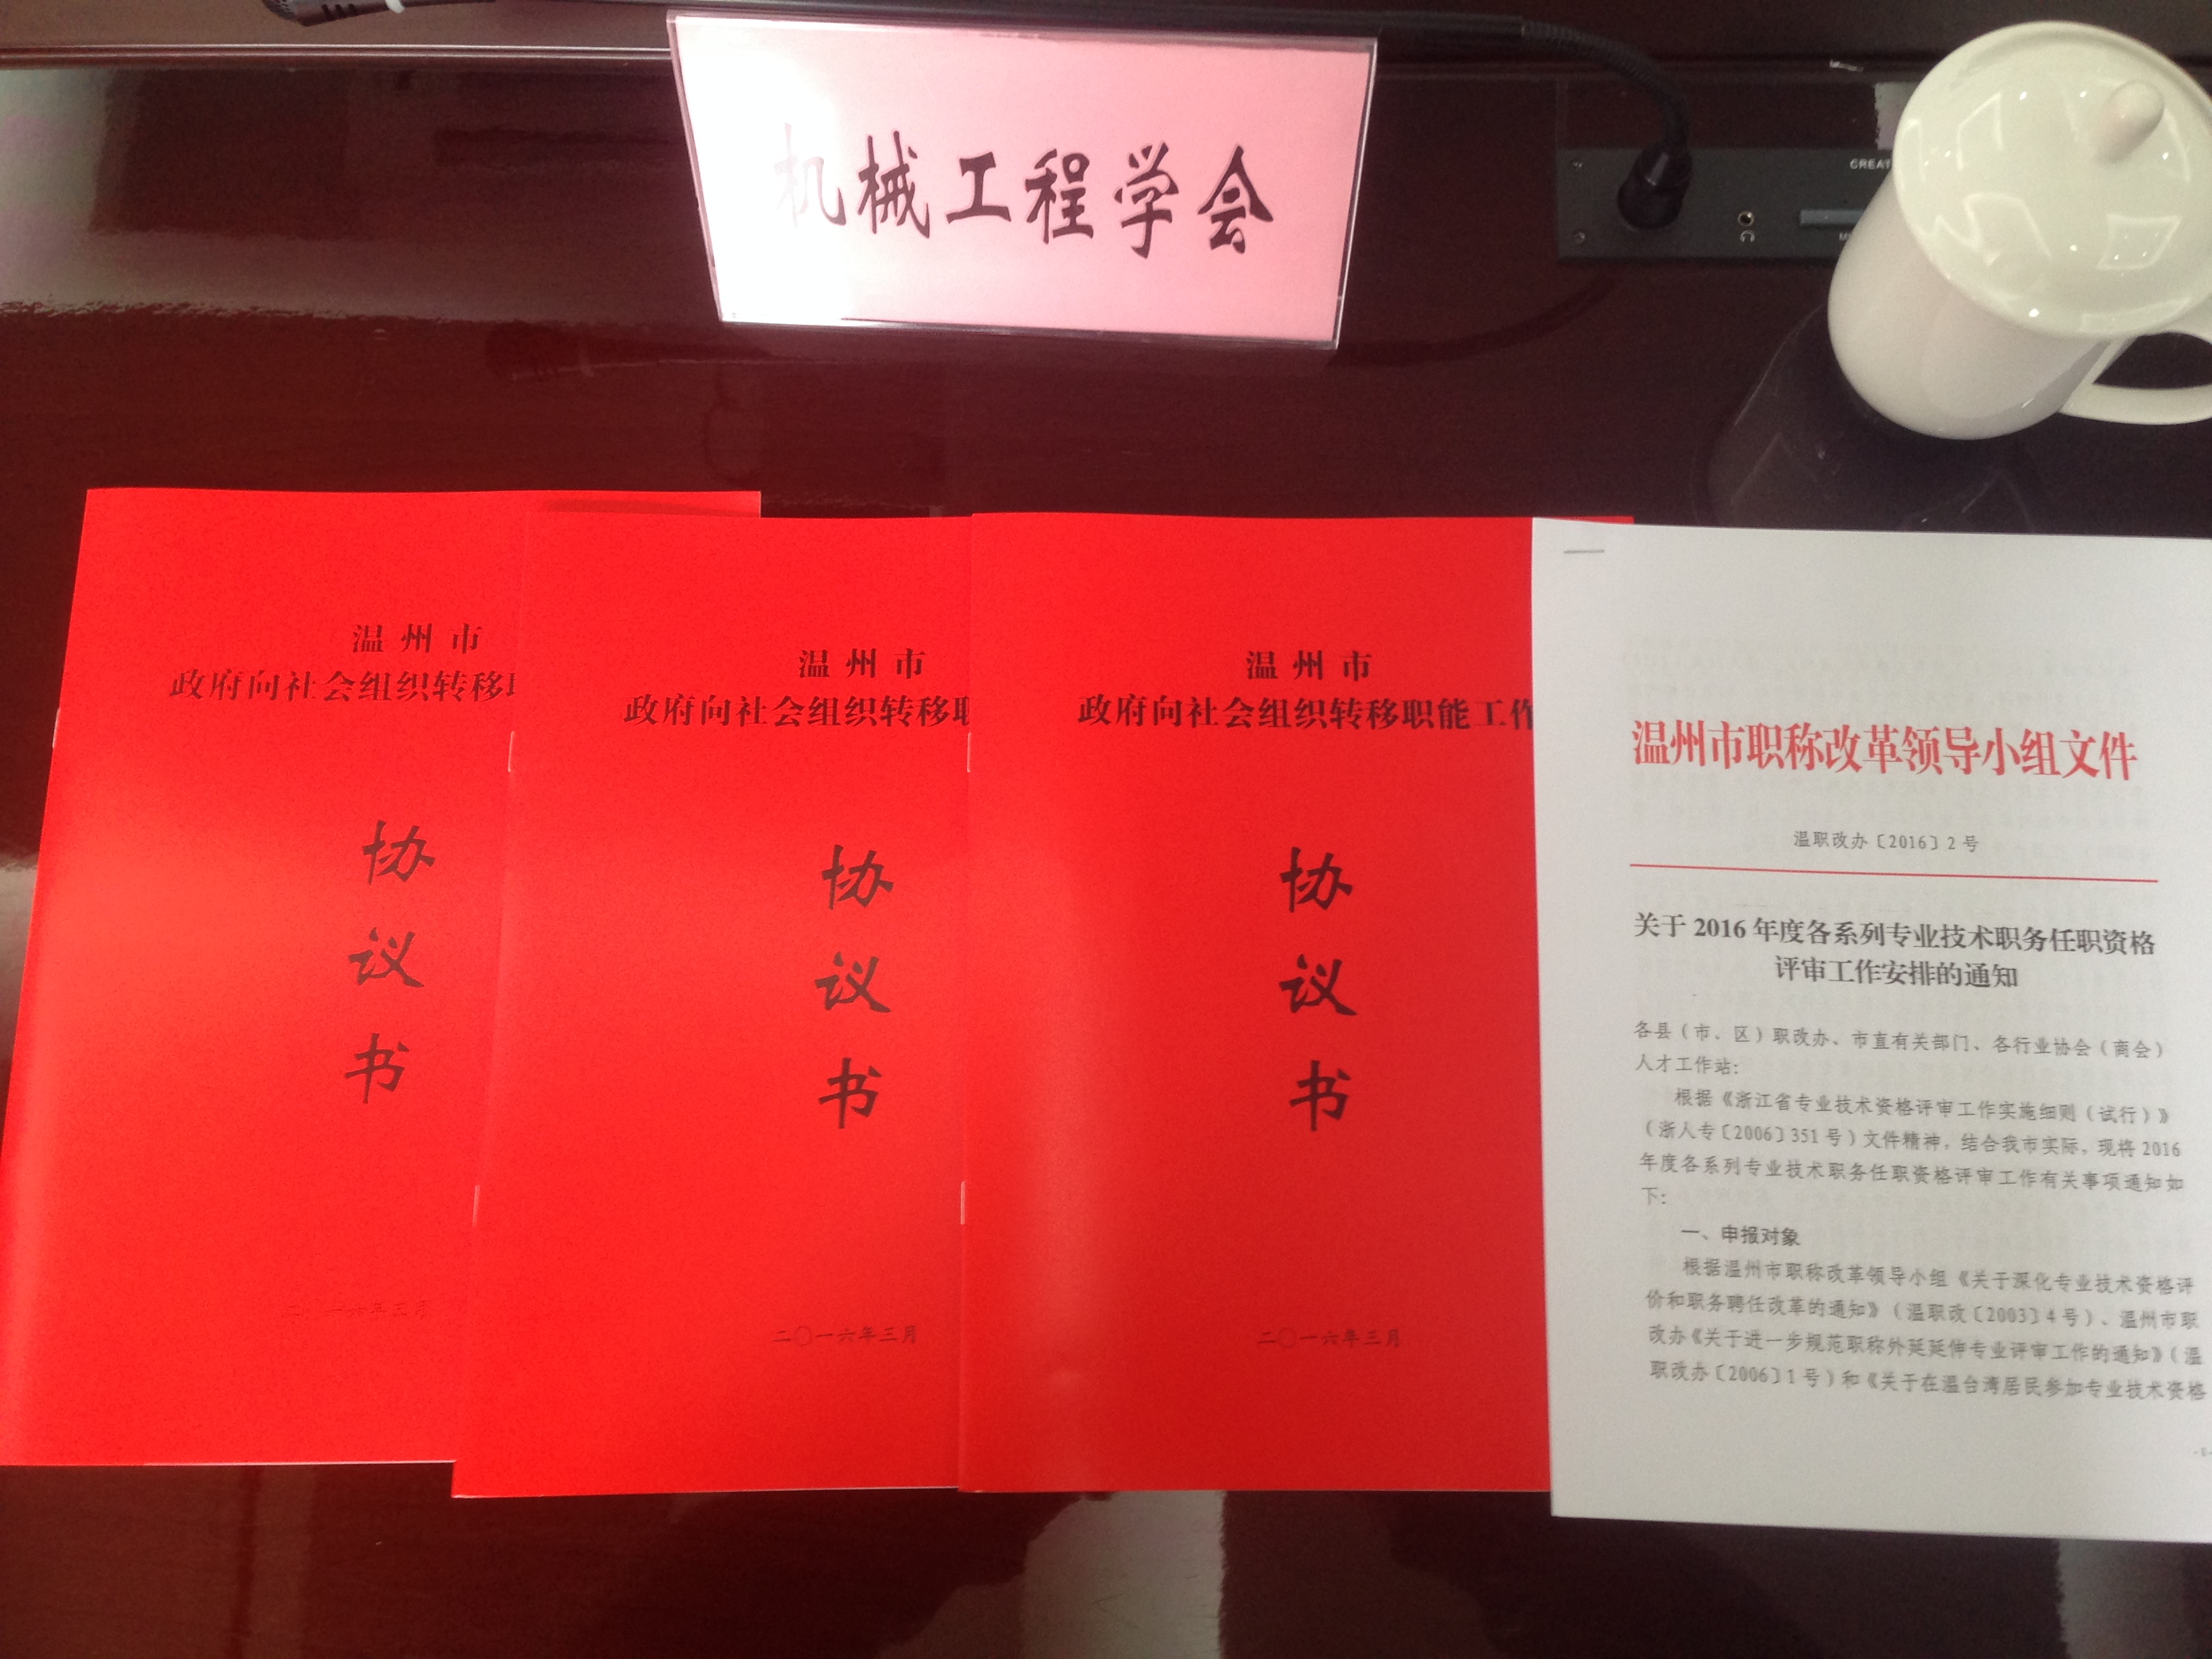 机械工程学会
CREAT
温州市
政府向社会组织转移
协
议
书
二〇一六年三月
温州市
政府向社会组织转移职
协
议
书
二〇一六年三月
温州市
政府向社会组织转移职能工作
协
议
书
二〇一六年三月
温州市职称改革领导小组文件
温职改办〔2016〕2号
关于2016年度各系列专业技术职务任职资格
评审工作安排的通知
各县（市、区）职改办、市直有关部门、各行业协会（商会）
人才工作站：
根据《浙江省专业技术资格评审工作实施细则（试行）》
（浙人专〔2006〕351号）文件精神，结合我市实际，现将2016
年度各系列专业技术职务任职资格评审工作有关事项通知如
下：
一、申报对象
根据温州市职称改革领导小组《关于深化专业技术资格评
价和职务聘任改革的通知》（温职改〔2003〕4号）、温州市职
改办《关于进一步规范职称外延延伸专业评审工作的通知》（温
职改办〔2006〕1号）和《关于在温台湾居民参加专业技术资格